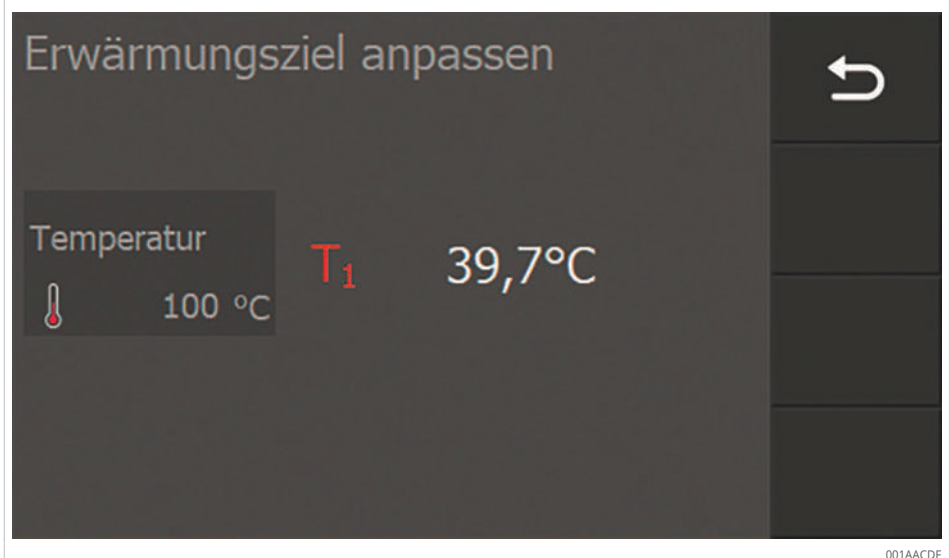 Erwärmungsziel anpassen
Temperatur
100 °C
T₁
39,7°C
001AACDF